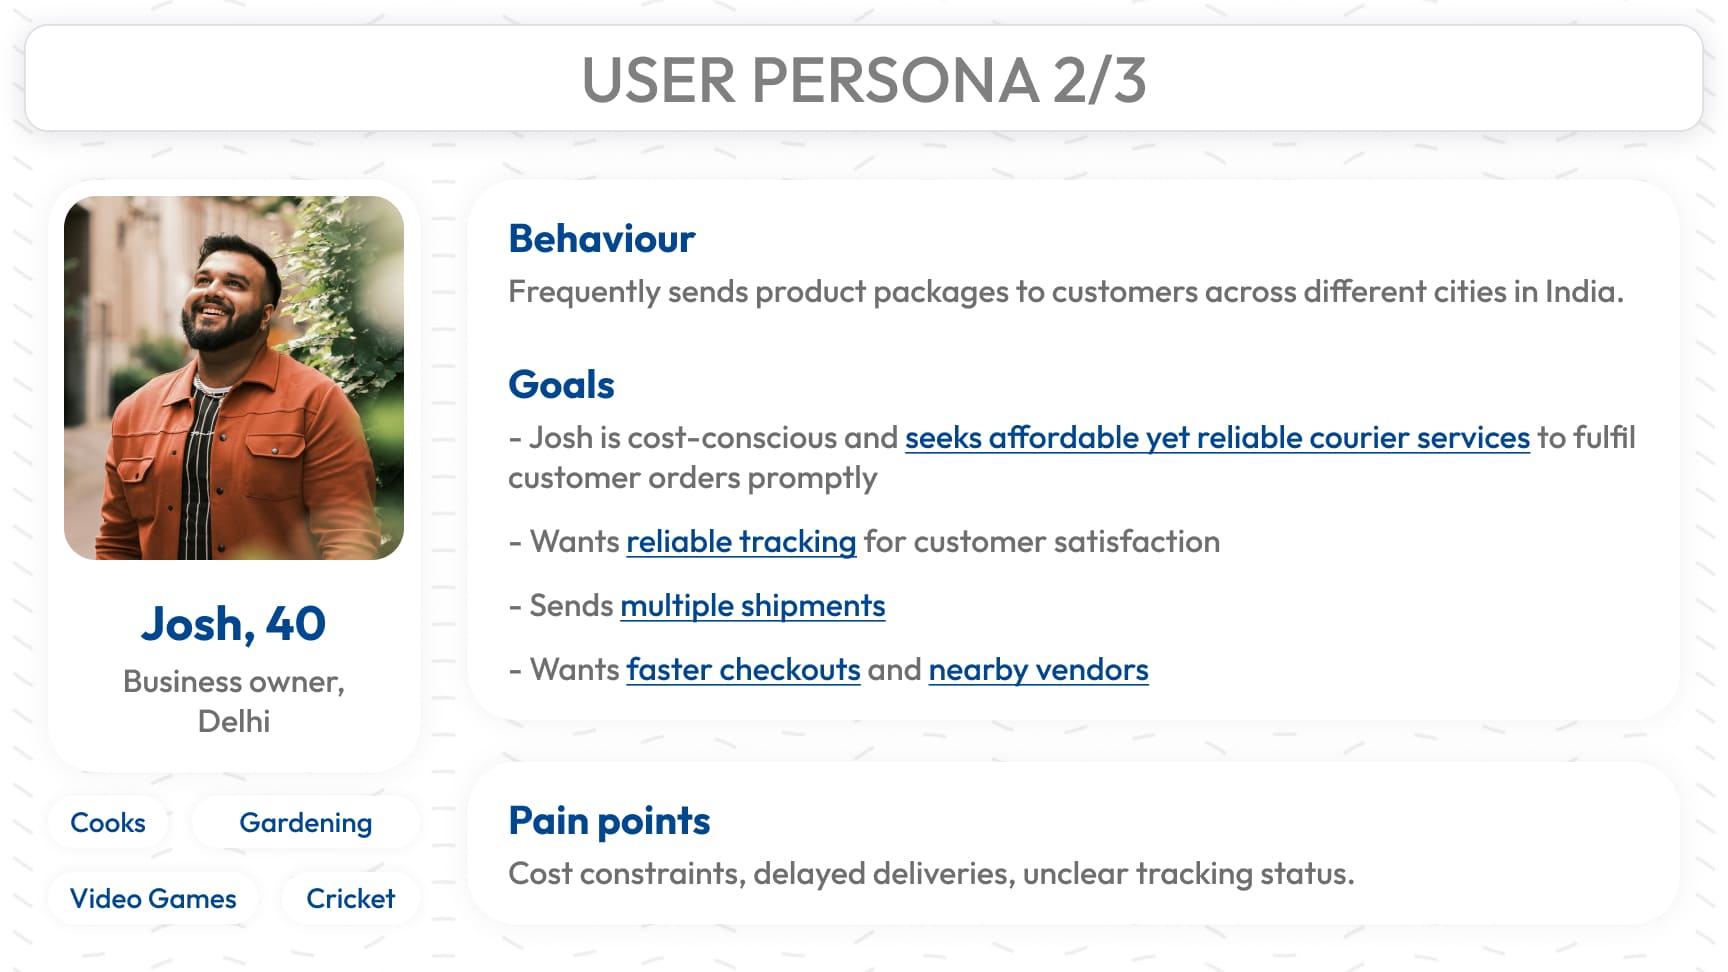 USER PERSONA 2/3
Josh, 40
Business owner,
Delhi
Cooks
Gardening
Video Games
Cricket
Behaviour
Frequently sends product packages to customers across different cities in India.
Goals
- Josh is cost-conscious and seeks affordable yet reliable courier services to fulfil
customer orders promptly
- Wants reliable tracking for customer satisfaction
- Sends multiple shipments
- Wants faster checkouts and nearby vendors
Pain points
Cost constraints, delayed deliveries, unclear tracking status.